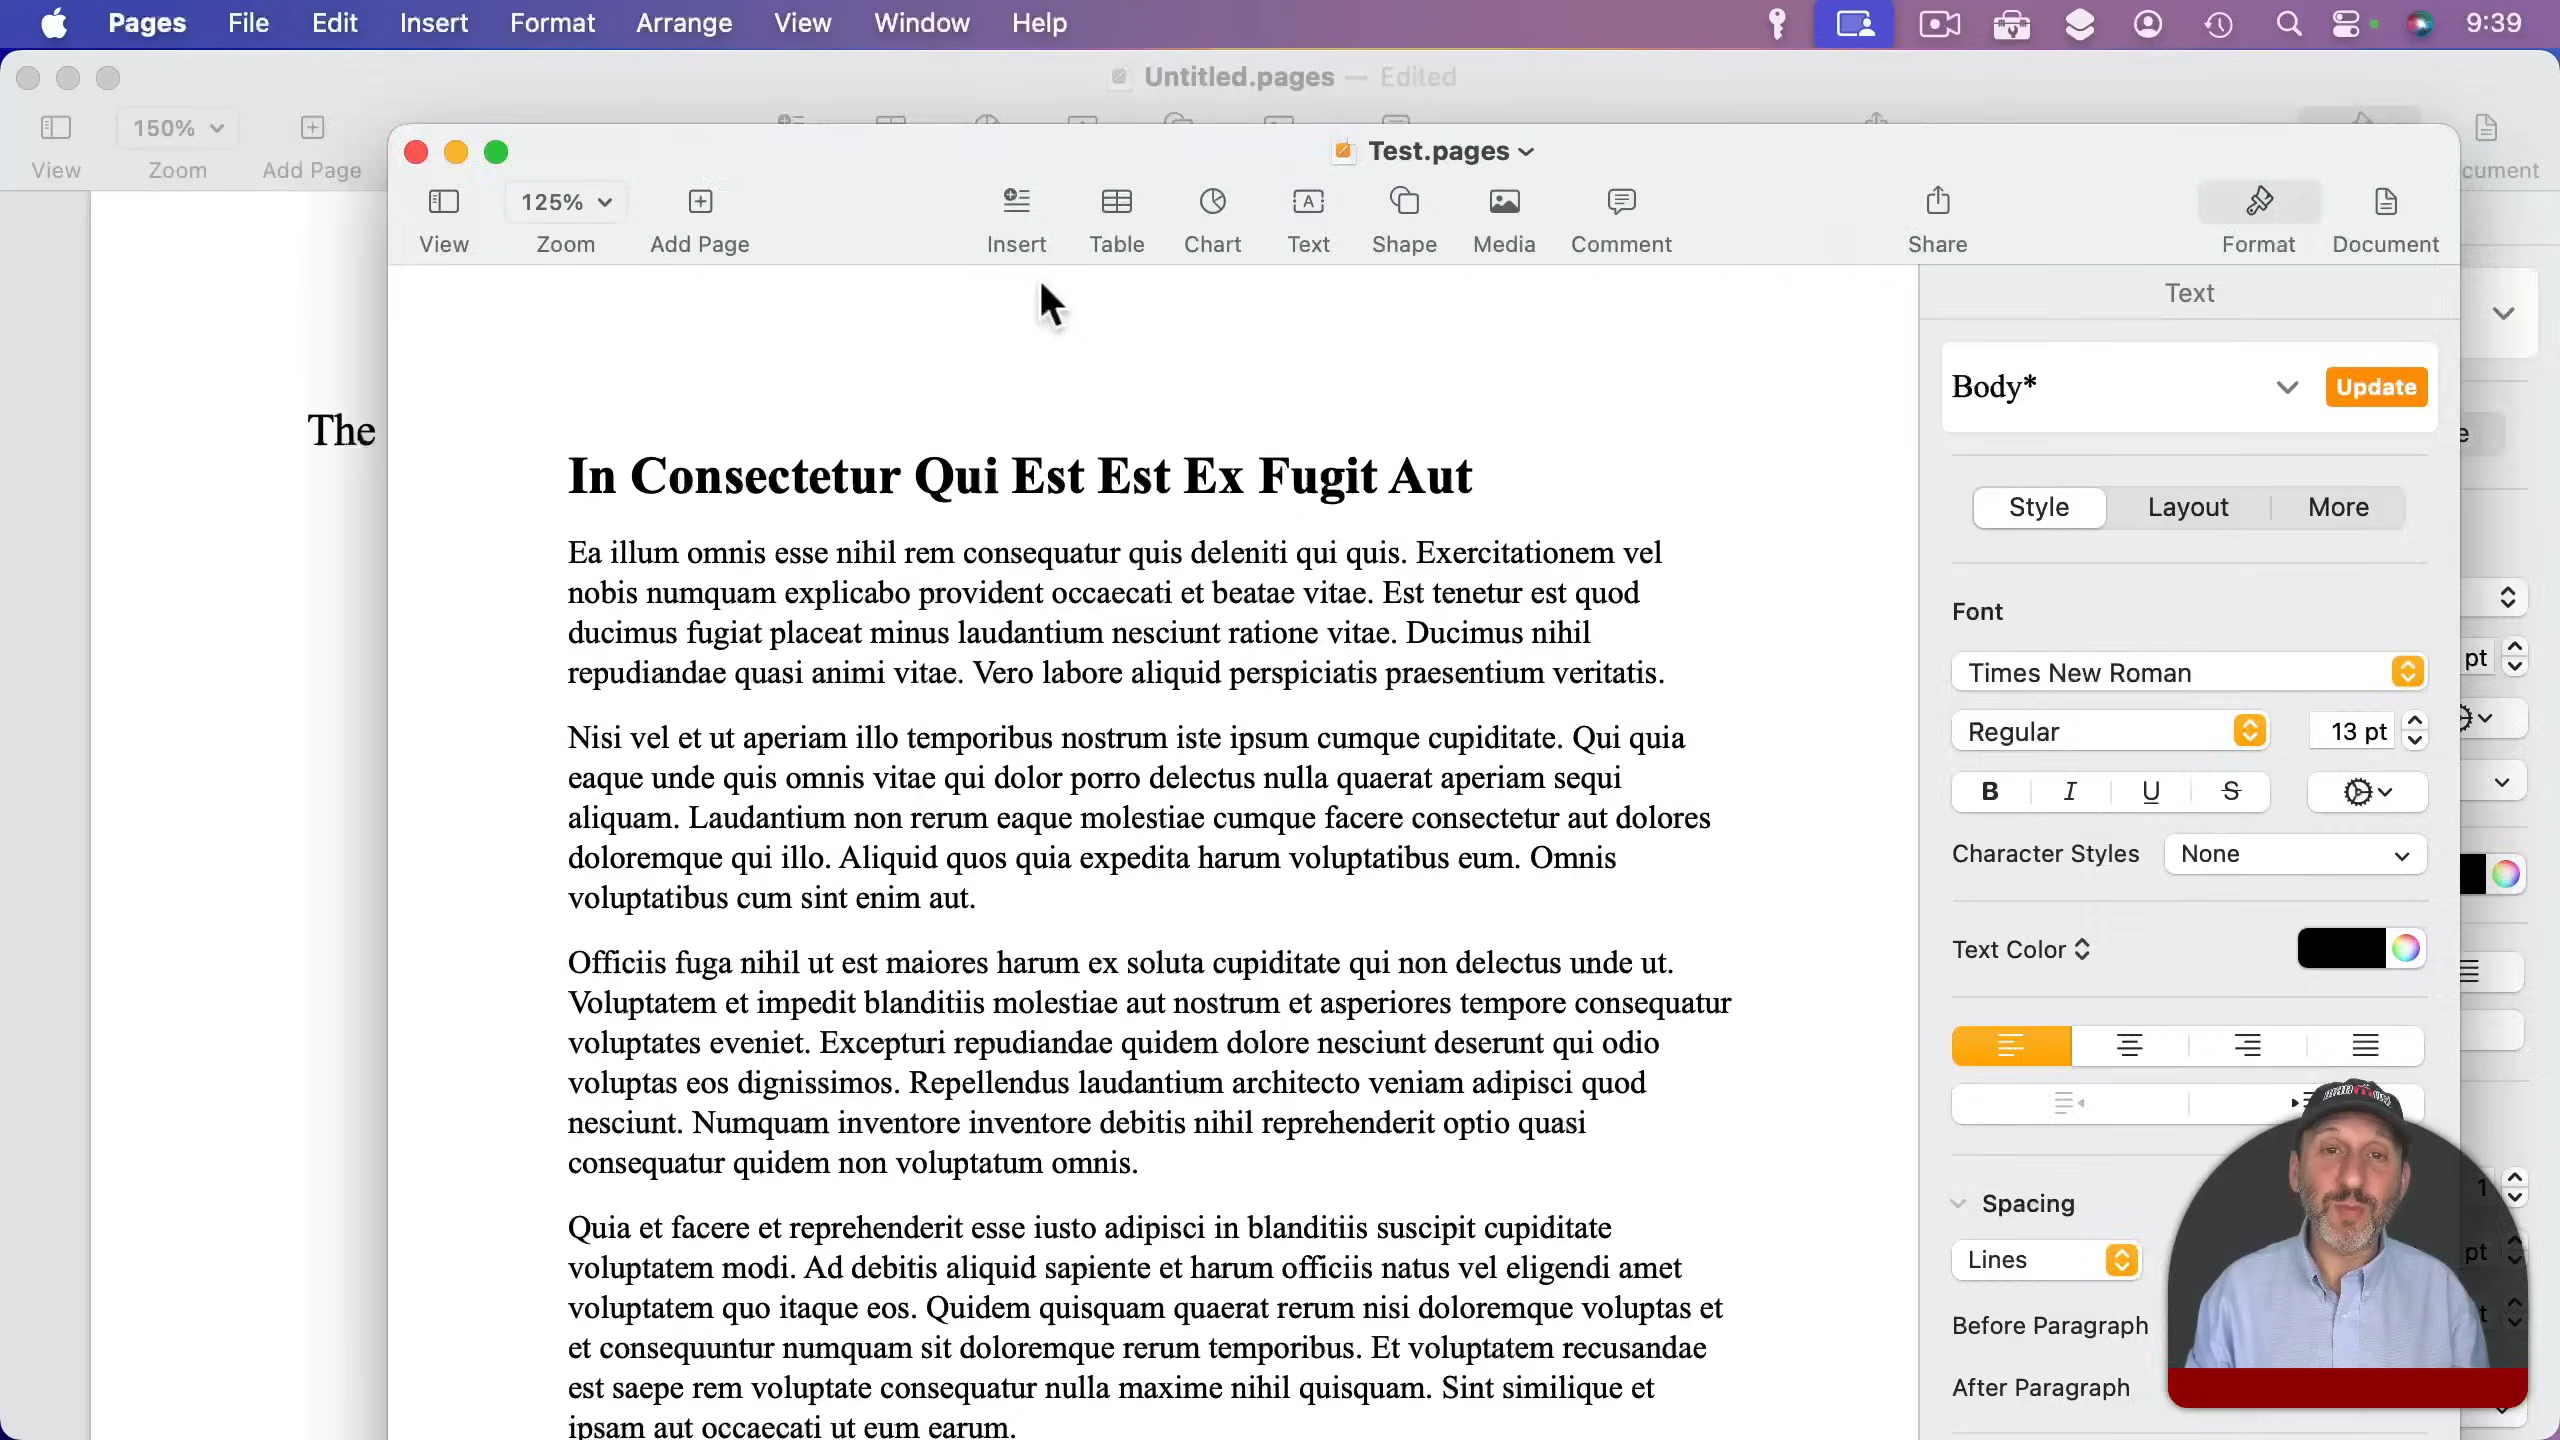 Pages File Edit Insert Format Arrange View Window Help 9:39
Untitled.pages — Edited
150%
View Zoom Add Page
cument
The
Test.pages
125%
View Zoom Add Page Insert Table Chart Text Shape Media Comment Share Format Document
In Consectetur Qui Est Est Ex Fugit Aut
Ea illum omnis esse nihil rem consequatur quis deleniti qui quis. Exercitationem vel
nobis numquam explicabo provident occaecati et beatae vitae. Est tenetur est quod
ducimus fugiat placeat minus laudantium nesciunt ratione vitae. Ducimus nihil
repudiandae quasi animi vitae. Vero labore aliquid perspiciatis praesentium veritatis.
Nisi vel et ut aperiam illo temporibus nostrum iste ipsum cumque cupiditate. Qui quia
eaque unde quis omnis vitae qui dolor porro delectus nulla quaerat aperiam sequi
aliquam. Laudantium non rerum eaque molestiae cumque facere consectetur aut dolores
doloremque qui illo. Aliquid quos quia expedita harum voluptatibus eum. Omnis
voluptatibus cum sint enim aut.
Officiis fuga nihil ut est maiores harum ex soluta cupiditate qui non delectus unde ut.
Voluptatem et impedit blanditiis molestiae aut nostrum et asperiores tempore consequatur
voluptates eveniet. Excepturi repudiandae quidem dolore nesciunt deserunt qui odio
voluptas eos dignissimos. Repellendus laudantium architecto veniam adipisci quod
nesciunt. Numquam inventore inventore debitis nihil reprehenderit optio quasi
consequatur quidem non voluptatum omnis.
Quia et facere et reprehenderit esse iusto adipisci in blanditiis suscipit cupiditate
voluptatem modi. Ad debitis aliquid sapiente et harum officiis natus vel eligendi amet
voluptatem quo itaque eos. Quidem quisquam quaerat rerum nisi doloremque voluptas et
et consequuntur numquam sit doloremque rerum temporibus. Et voluptatem recusandae
est saepe rem voluptate consequatur nulla maxime nihil quisquam. Sint similique et
ipsam aut occaecati ut eum earum.
Text
Body* Update
Style Layout More
Font
Times New Roman
Regular 13 pt
B I U S
Character Styles None
Text Color
Spacing
Lines
Before Paragraph
After Paragraph
e
pt
1
pt
t